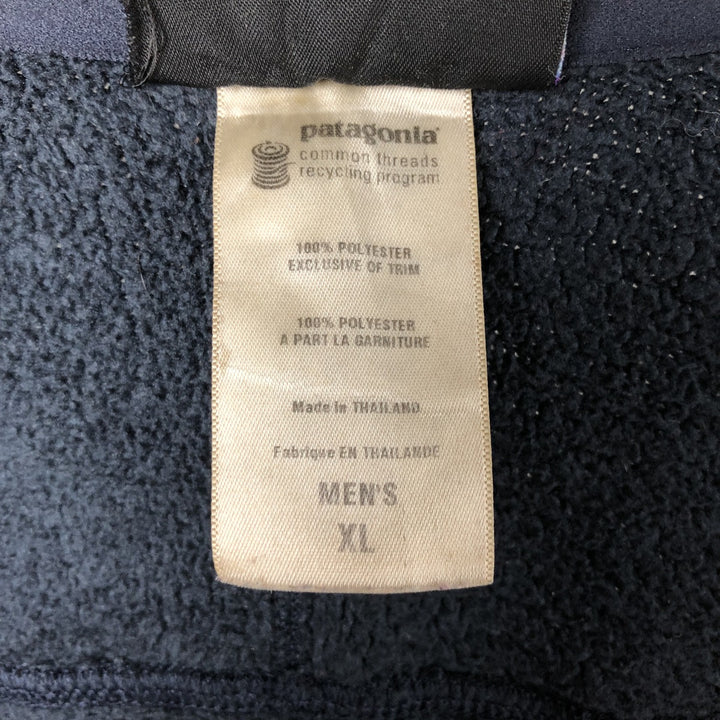 patagonia®
common threads
recycling program
100% POLYESTER
EXCLUSIVE OF TRIM
100% POLYESTER
A PART LA GARNITURE
Made in THAILAND
Fabrique EN THAILANDE
MEN'S
XL